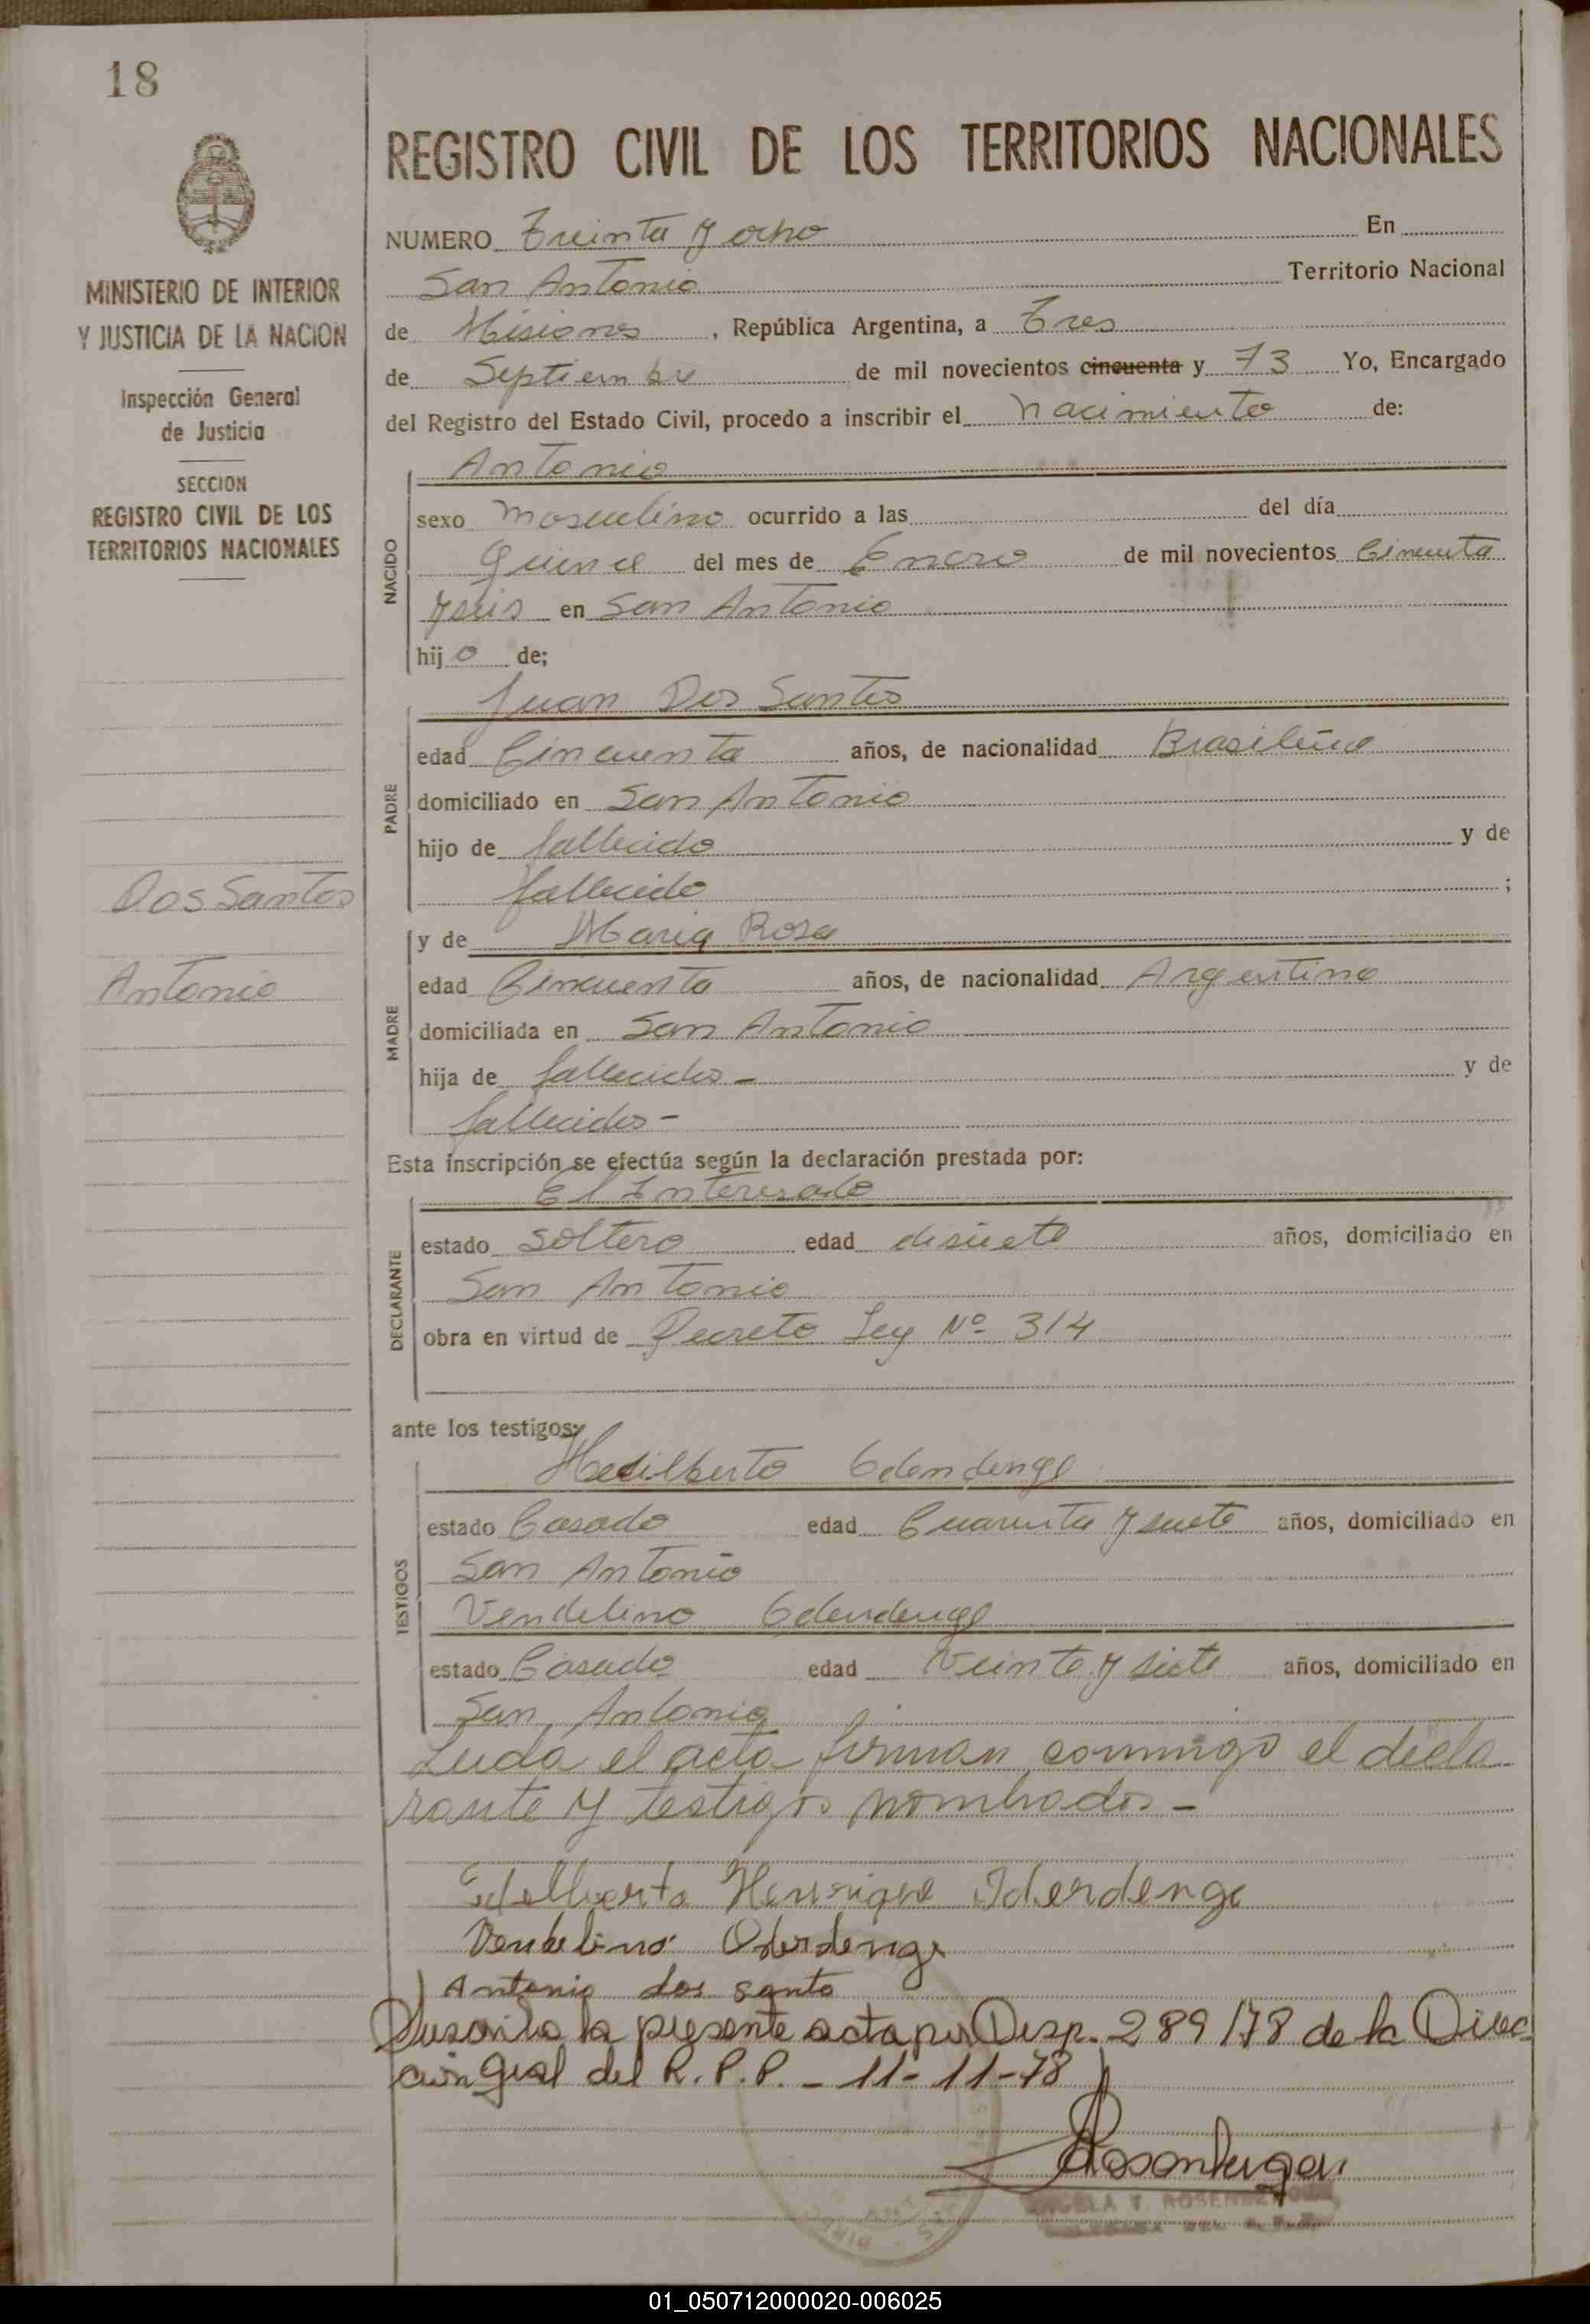 18
MINISTERIO DE INTERIOR
Y JUSTICIA DE LA NACION
Inspección General
de Justicia
SECCION
REGISTRO CIVIL DE LOS
TERRITORIOS NACIONALES
Dos Santos
Antonio
REGISTRO CIVIL DE LOS TERRITORIOS NACIONALES
NUMERO Treinta y ocho En
San Antonio Territorio Nacional
de Misiones, República Argentina, a Tres
de Septiembre de mil novecientos cincuenta y 73 Yo, Encargado
del Registro del Estado Civil, procedo a inscribir el nacimiento de:
Antonio
NACIDO
sexo Masculino ocurrido a las del día
Quince del mes de Enero de mil novecientos Cincuenta
y seis en San Antonio
hijo de;
PADRE
Juan Dos Santos
edad Cincuenta años, de nacionalidad Brasileño
domiciliado en San Antonio
hijo de fallecido y de
fallecido ;
MADRE
y de Maria Rosa
edad Cincuenta años, de nacionalidad Argentina
domiciliada en San Antonio
hija de fallecidos - y de
fallecidos -
Esta inscripción se efectúa según la declaración prestada por:
DECLARANTE
El Interesado
estado Soltero edad disiete años, domiciliado en
San Antonio
obra en virtud de Decreto Ley Nº 314
ante los testigos:
TESTIGOS
estado Casado edad Cuarenta y siete años, domiciliado en
San Antonio
Vendelino
estado Casado edad Veinte y siete años, domiciliado en
San Antonio
Leida el acta firman conmigo el decla
rante y testigos nombrados -
Edelberto Henrique Oderdenge
Vendelino Oderdenge
Antonio dos santo
Suscrita la presente acta por Disp. 289/78 de la Direc
ción Gral del R.P.P. - 11-11-78
01_050712000020-006025